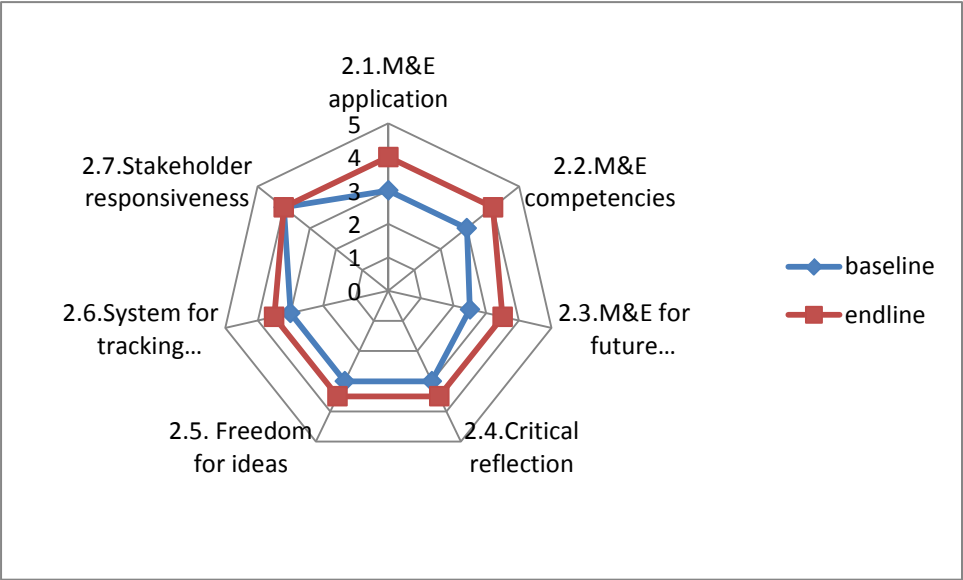 2.1.M&E
application
2.2.M&E
competencies
2.3.M&E for
future...
2.4.Critical
reflection
2.5. Freedom
for ideas
2.6.System for
tracking...
2.7.Stakeholder
responsiveness
5
4
3
2
1
0
baseline
endline